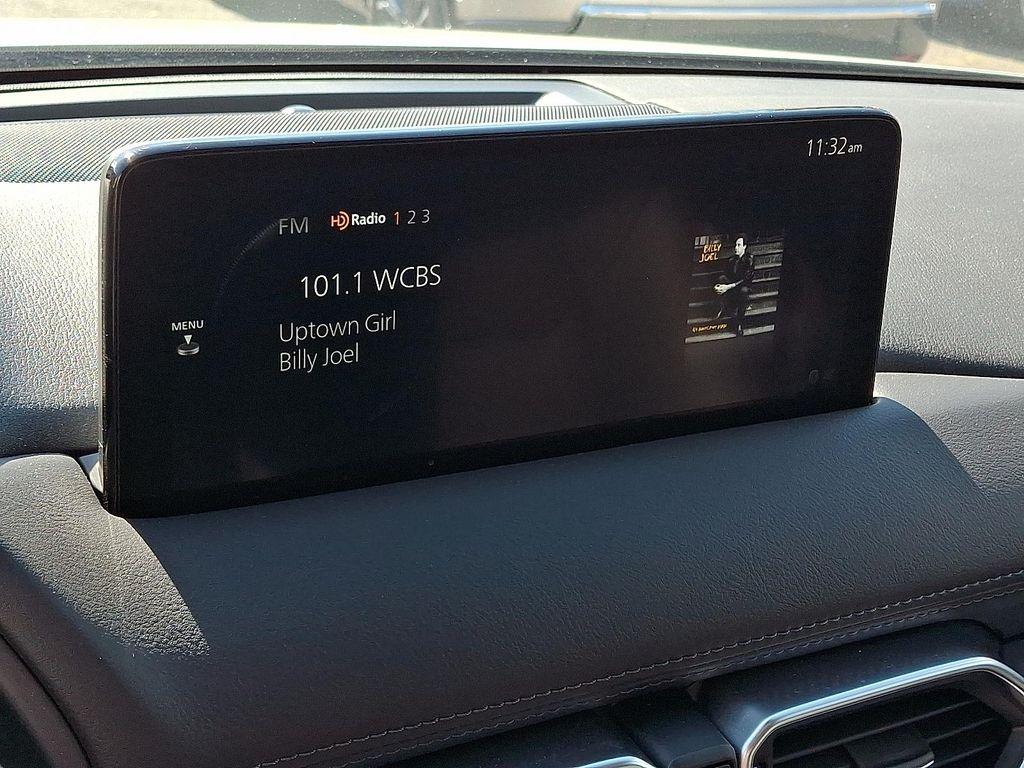 11:32am
FM HD Radio 1 2 3
101.1 WCBS
MENU
Uptown Girl
Billy Joel
BILLY
JOEL